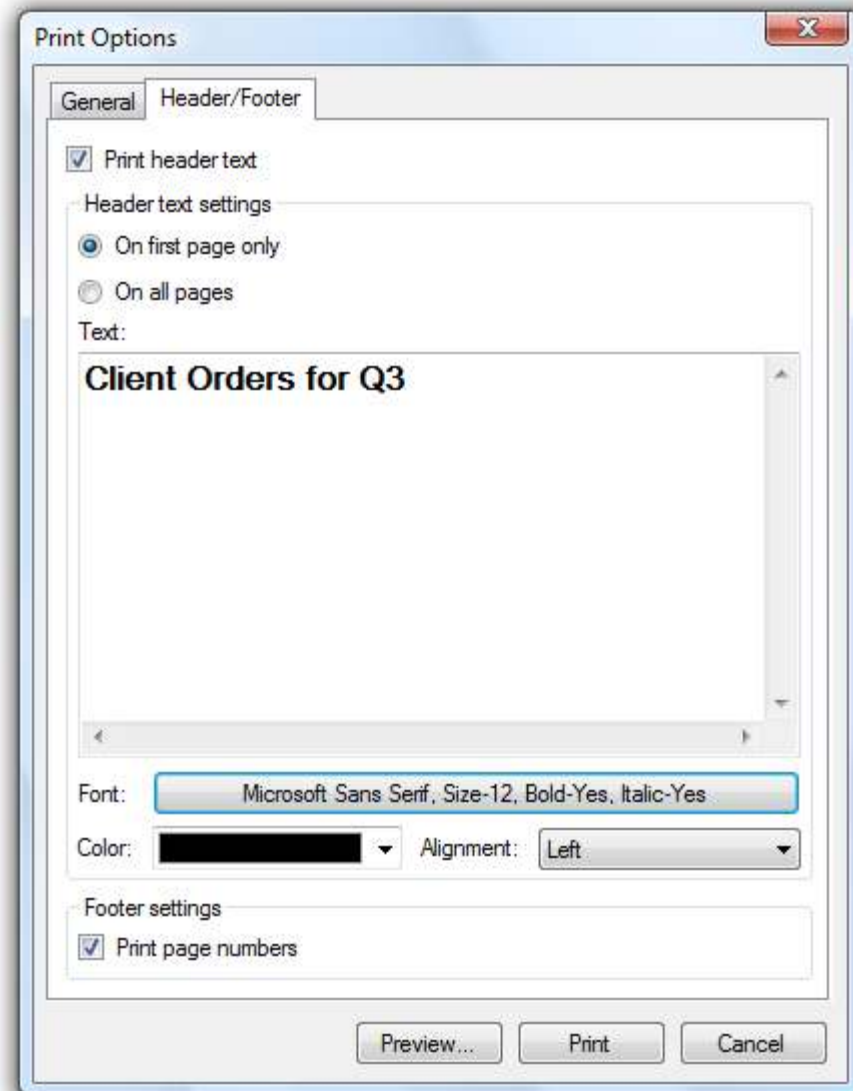 Print Options
General Header/Footer
Print header text
Header text settings
On first page only
On all pages
Text:
Client Orders for Q3
Font: Microsoft Sans Serif, Size-12, Bold-Yes, Italic-Yes
Color: Alignment: Left
Footer settings
Print page numbers
Preview... Print Cancel